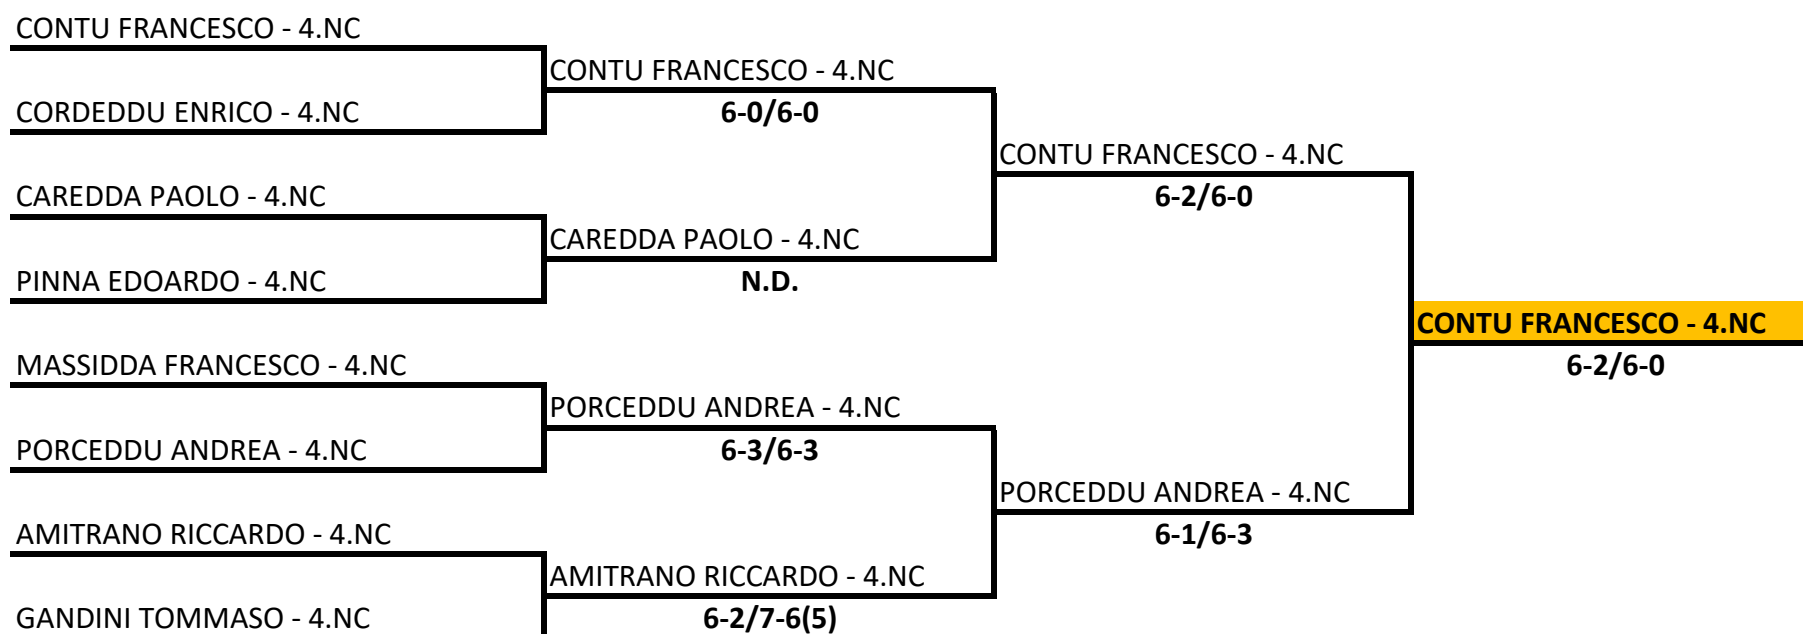 CONTU FRANCESCO - 4.NC
CONTU FRANCESCO - 4.NC
CORDEDDU ENRICO - 4.NC
6-0/6-0
CONTU FRANCESCO - 4.NC
CAREDDA PAOLO - 4.NC
6-2/6-0
CAREDDA PAOLO - 4.NC
PINNA EDOARDO - 4.NC
N.D.
CONTU FRANCESCO - 4.NC
MASSIDDA FRANCESCO - 4.NC
6-2/6-0
PORCEDDU ANDREA - 4.NC
PORCEDDU ANDREA - 4.NC
6-3/6-3
PORCEDDU ANDREA - 4.NC
AMITRANO RICCARDO - 4.NC
6-1/6-3
AMITRANO RICCARDO - 4.NC
GANDINI TOMMASO - 4.NC
6-2/7-6(5)